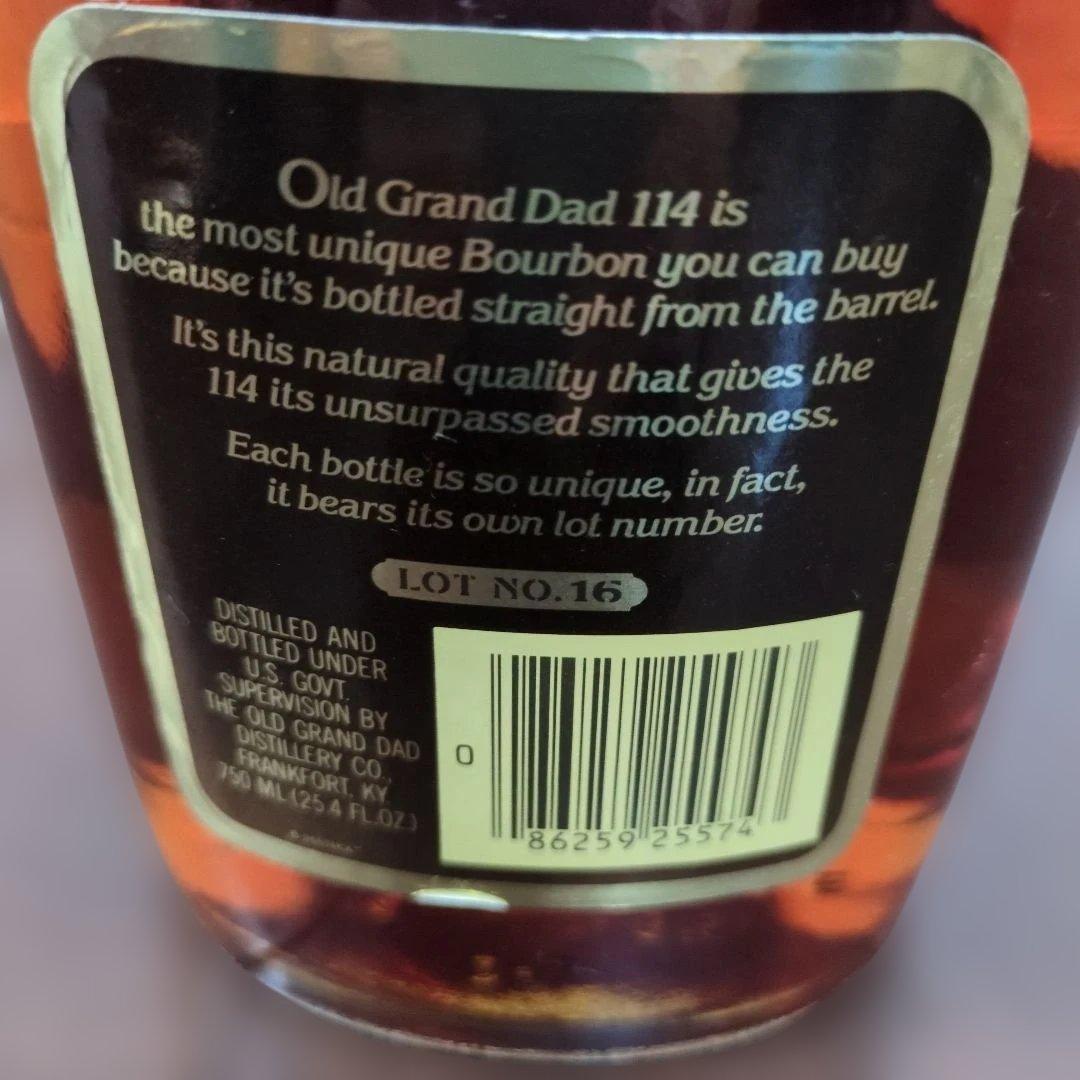 Old Grand Dad 114 is
the most unique Bourbon you can buy
because it's bottled straight from the barrel.
It's this natural quality that gives the
114 its unsurpassed smoothness.
Each bottle is so unique, in fact,
it bears its own lot number.
LOT NO. 16
DISTILLED AND
BOTTLED UNDER
U.S. GOVT.
SUPERVISION BY
THE OLD GRAND DAD
DISTILLERY CO.,
FRANKFORT, KY.
750 ML (25.4 FL.OZ.)
0 86259 25574